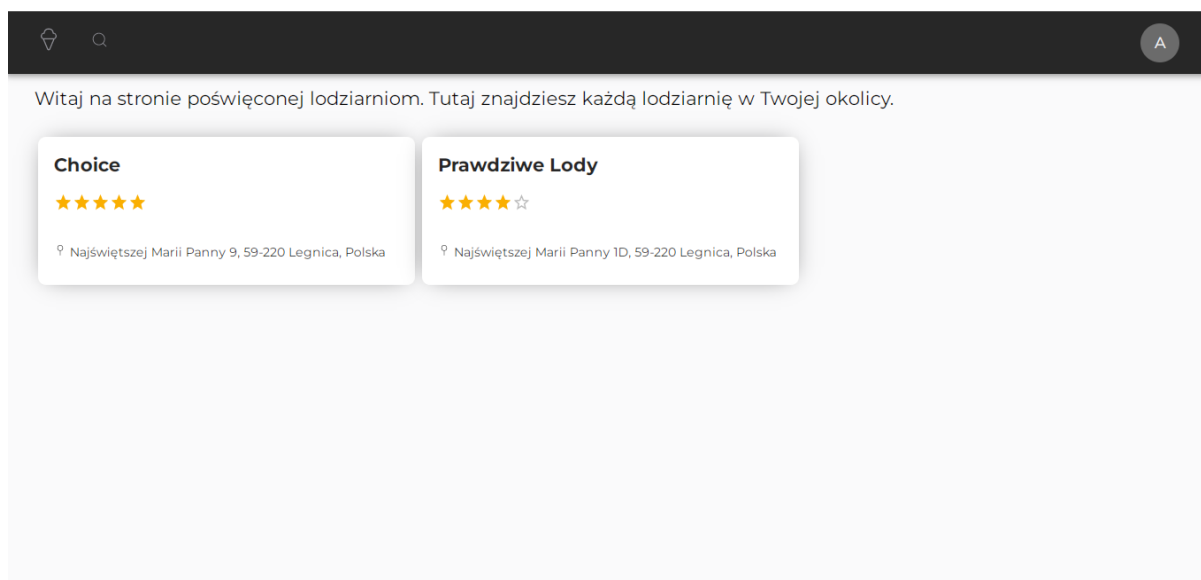 A
Witaj na stronie poświęconej lodziarniom. Tutaj znajdziesz każdą lodziarnię w Twojej okolicy.
Choice
Najświętszej Marii Panny 9, 59-220 Legnica, Polska
Prawdziwe Lody
Najświętszej Marii Panny 1D, 59-220 Legnica, Polska